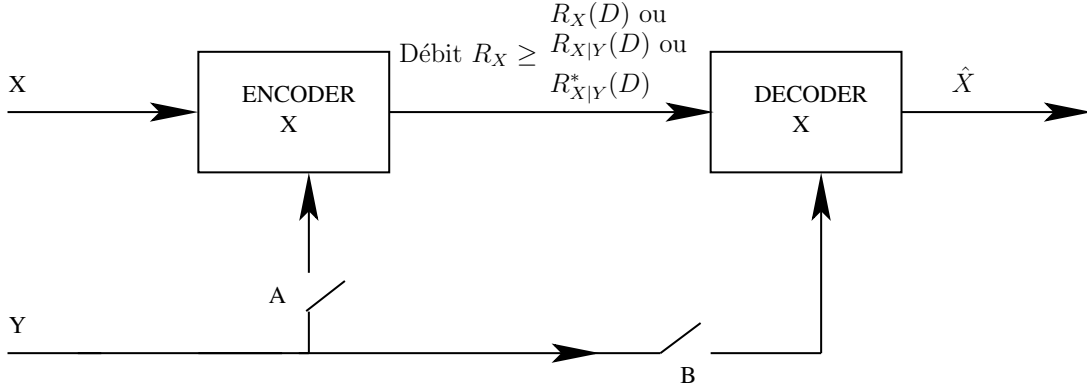 R_X(D) ou
Débit R_X ≥ R_{X|Y}(D) ou
R^*_{X|Y}(D)
X
ENCODER
X
DECODER
X
X̂
A
Y
B